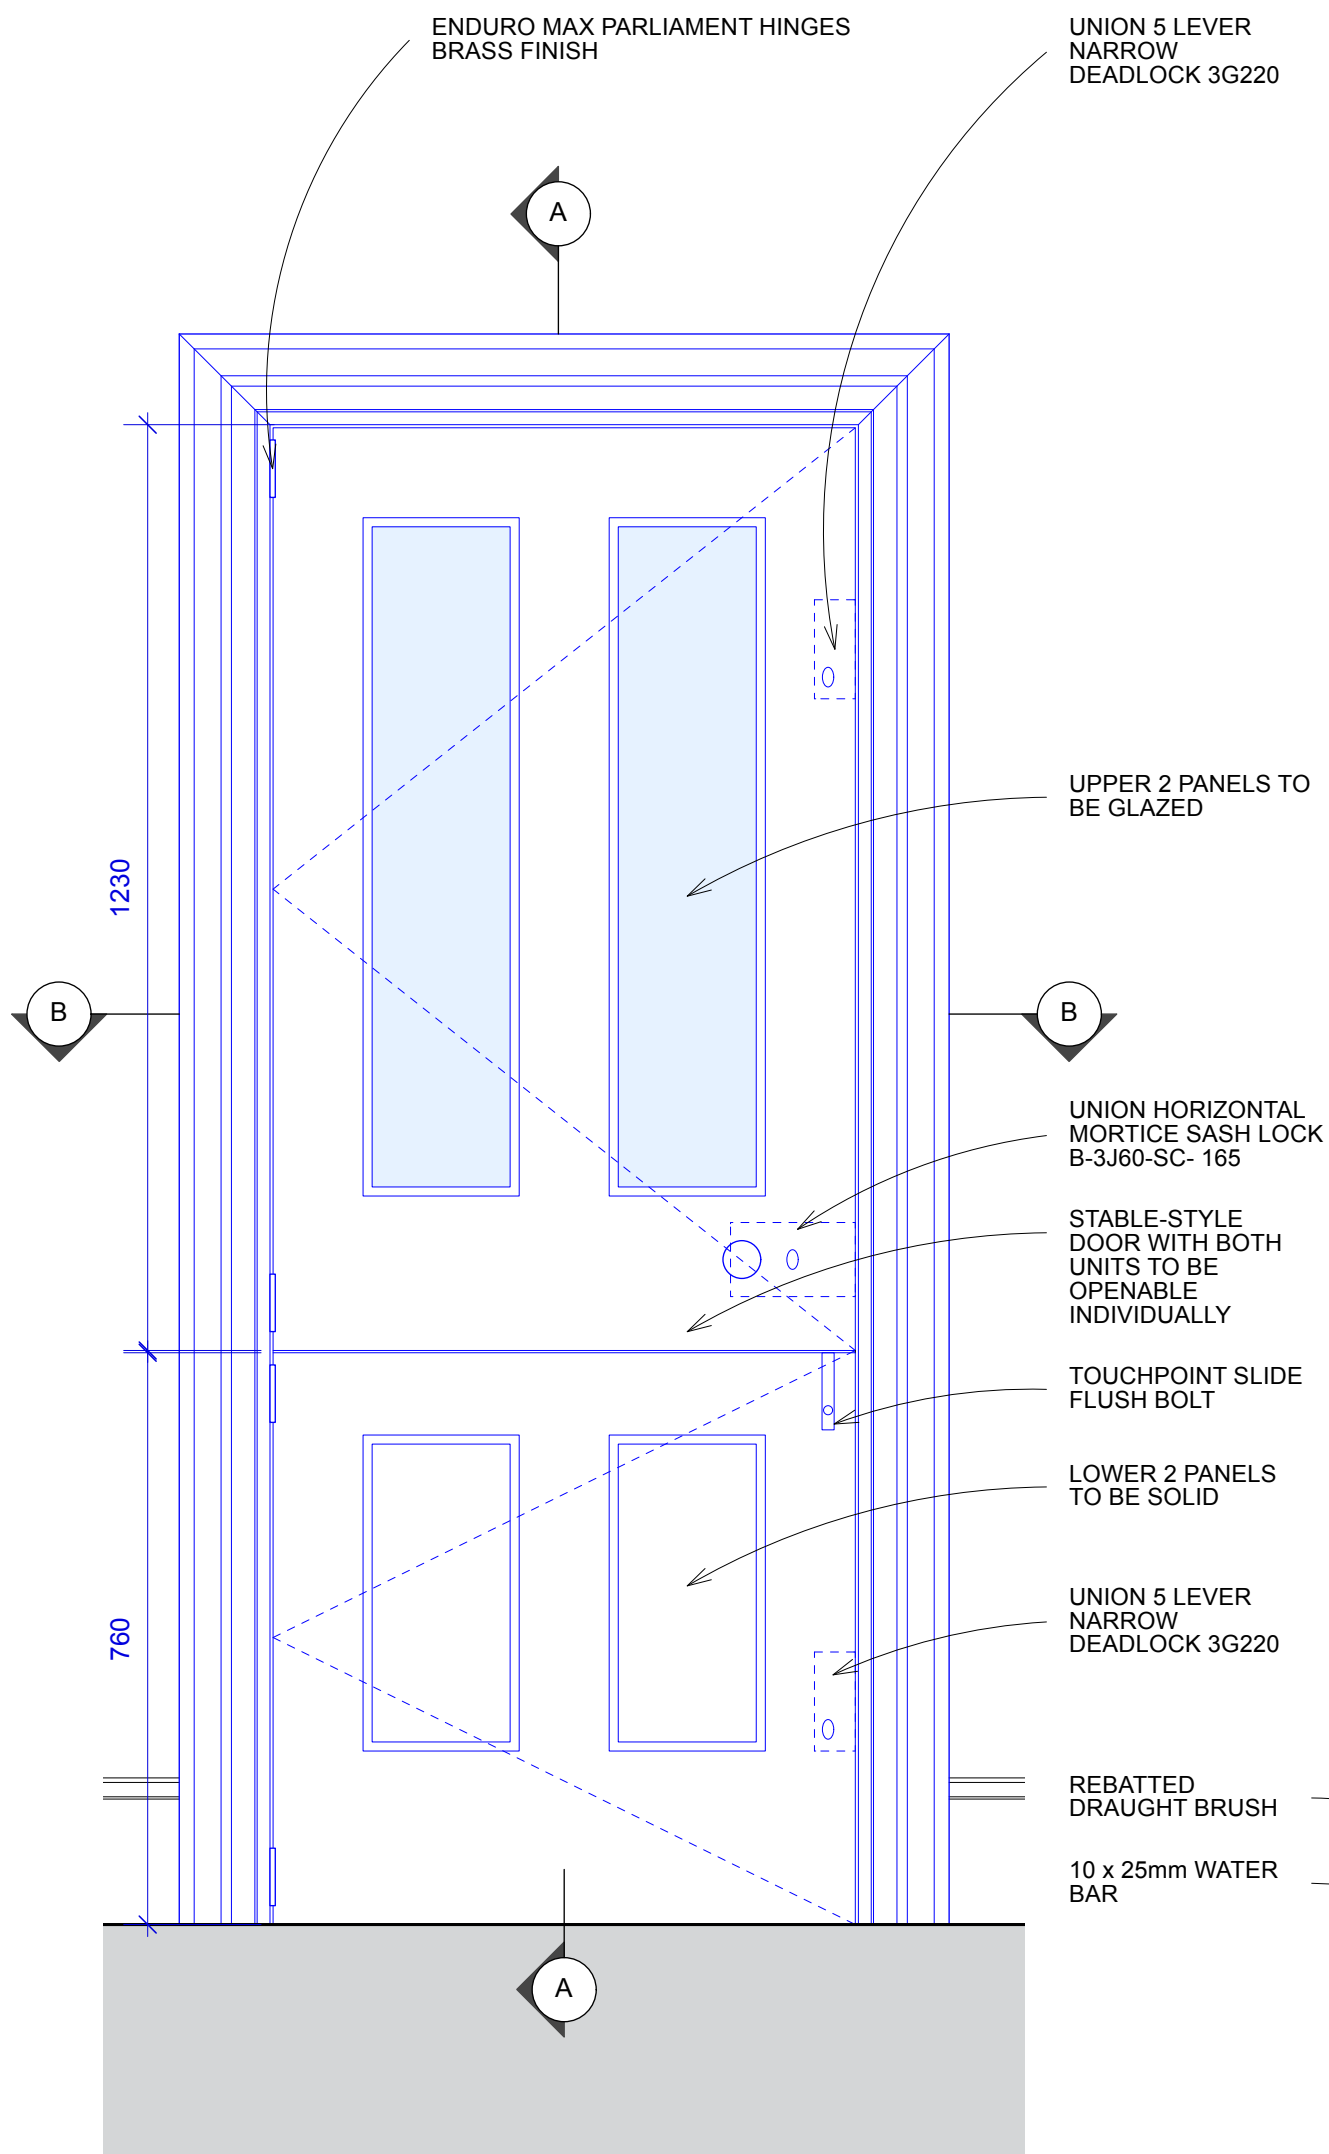 ENDURO MAX PARLIAMENT HINGES
BRASS FINISH
UNION 5 LEVER
NARROW
DEADLOCK 3G220
A
UPPER 2 PANELS TO
BE GLAZED
1230
B
B
UNION HORIZONTAL
MORTICE SASH LOCK
B-3J60-SC- 165
STABLE-STYLE
DOOR WITH BOTH
UNITS TO BE
OPENABLE
INDIVIDUALLY
TOUCHPOINT SLIDE
FLUSH BOLT
LOWER 2 PANELS
TO BE SOLID
760
UNION 5 LEVER
NARROW
DEADLOCK 3G220
REBATTED
DRAUGHT BRUSH
10 x 25mm WATER
BAR
A